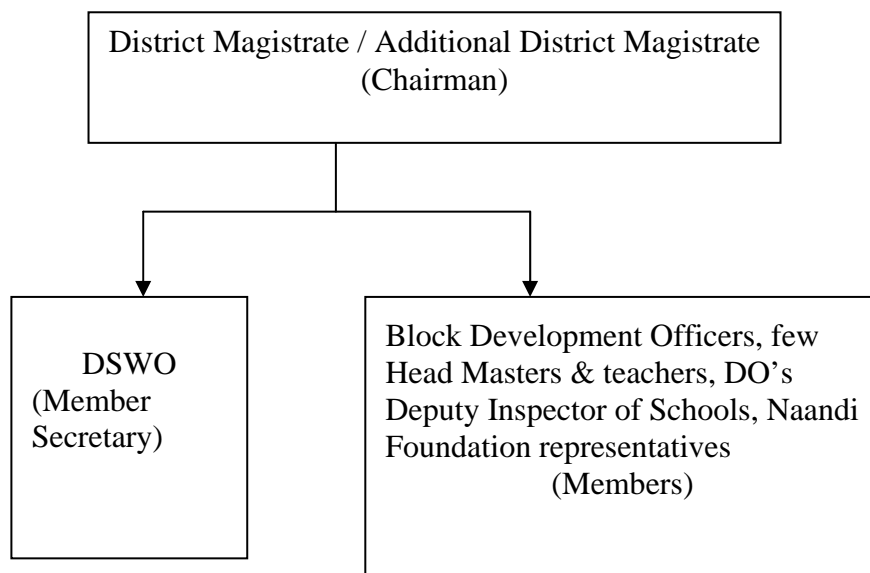 District Magistrate / Additional District Magistrate
(Chairman)
DSWO
(Member
Secretary)
Block Development Officers, few
Head Masters & teachers, DO’s
Deputy Inspector of Schools, Naandi
Foundation representatives
(Members)